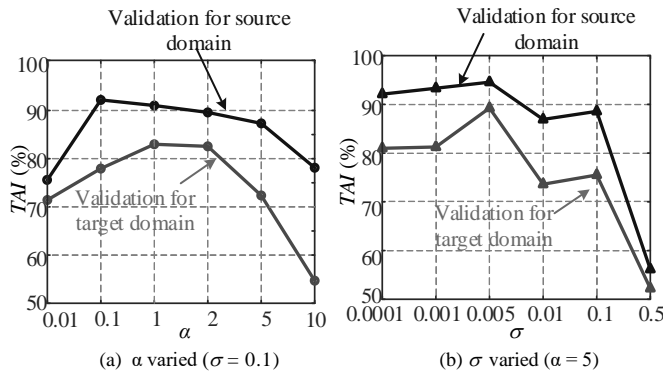 Validation for source
domain
100
90
80
70
60
50
TAI (%)
Validation for
target domain
0.01 0.1 1 2 5 10
α
(a) α varied (σ = 0.1)
Validation for source
domain
100
90
80
70
60
50
TAI (%)
Validation for
target domain
0.0001 0.001 0.005 0.01 0.1 0.5
σ
(b) σ varied (α = 5)